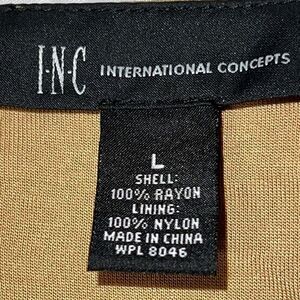 I·N·C INTERNATIONAL CONCEPTS
L
SHELL:
100% RAYON
LINING:
100% NYLON
MADE IN CHINA
WPL 8046